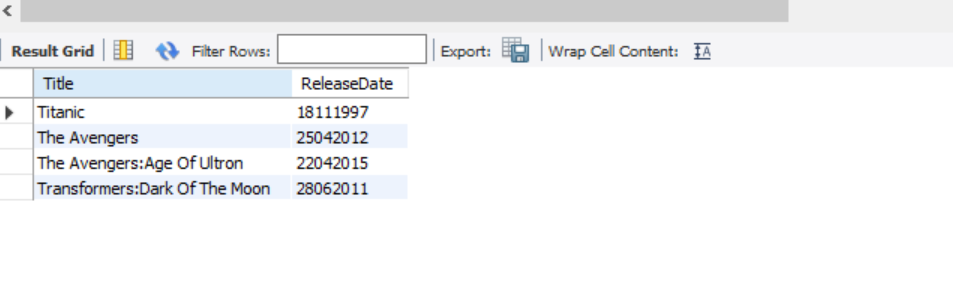 Result Grid Filter Rows: Export: Wrap Cell Content: IA
Title ReleaseDate
Titanic 18111997
The Avengers 25042012
The Avengers:Age Of Ultron 22042015
Transformers:Dark Of The Moon 28062011